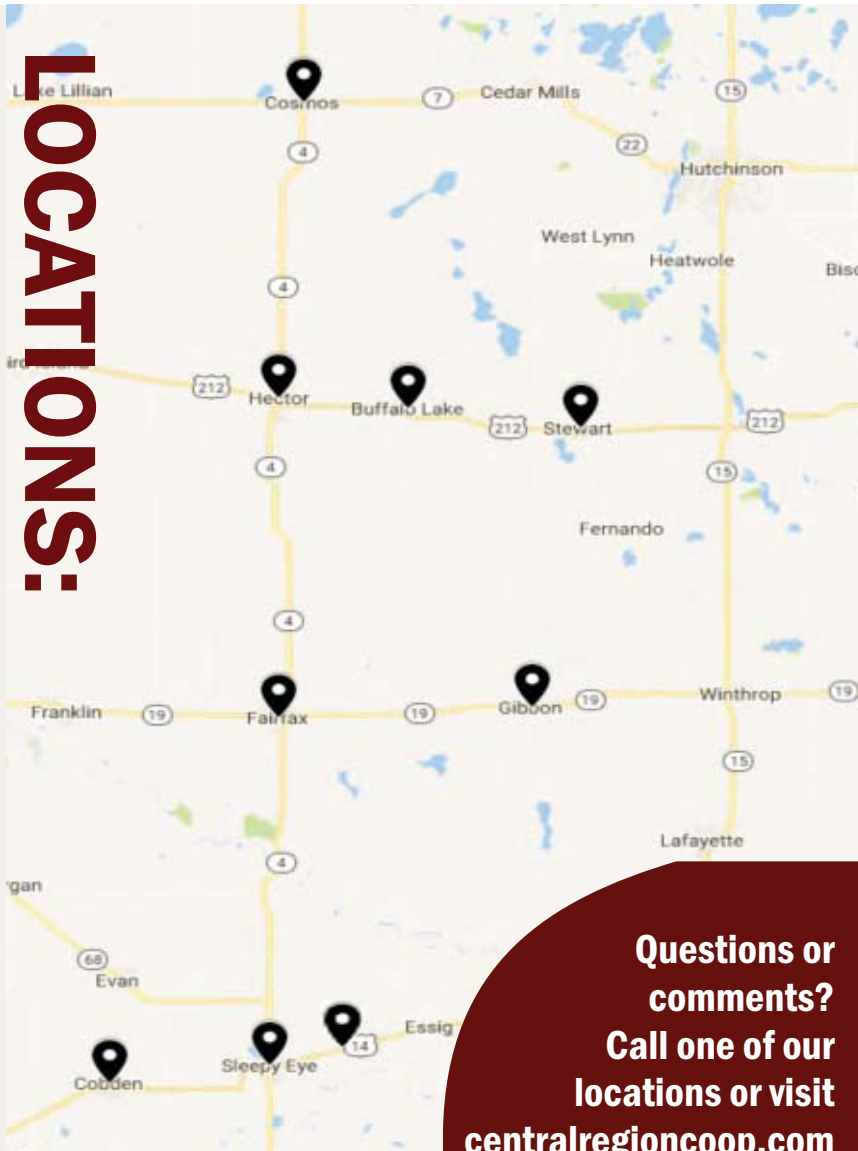 LOCATIONS:
Lake Lillian
Cosmos
7
Cedar Mills
15
4
22
Hutchinson
West Lynn
Heatwole
4
212
Hector
Buffalo Lake
212
Stewart
212
4
15
Fernando
4
Franklin
19
Fairfax
19
Gibbon
19
Winthrop
19
15
Lafayette
4
68
Evan
Essig
14
Sleepy Eye
Cobden
Questions or
comments?
Call one of our
locations or visit
centralregioncoop.com